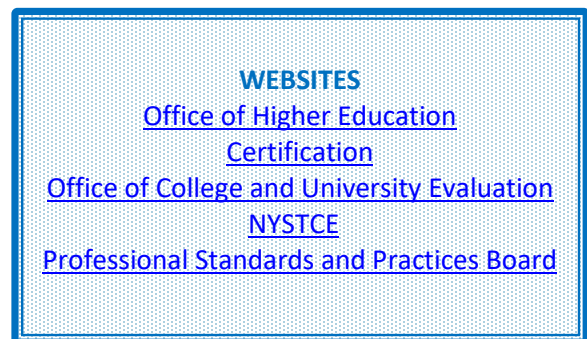 WEBSITES
Office of Higher Education
Certification
Office of College and University Evaluation
NYSTCE
Professional Standards and Practices Board